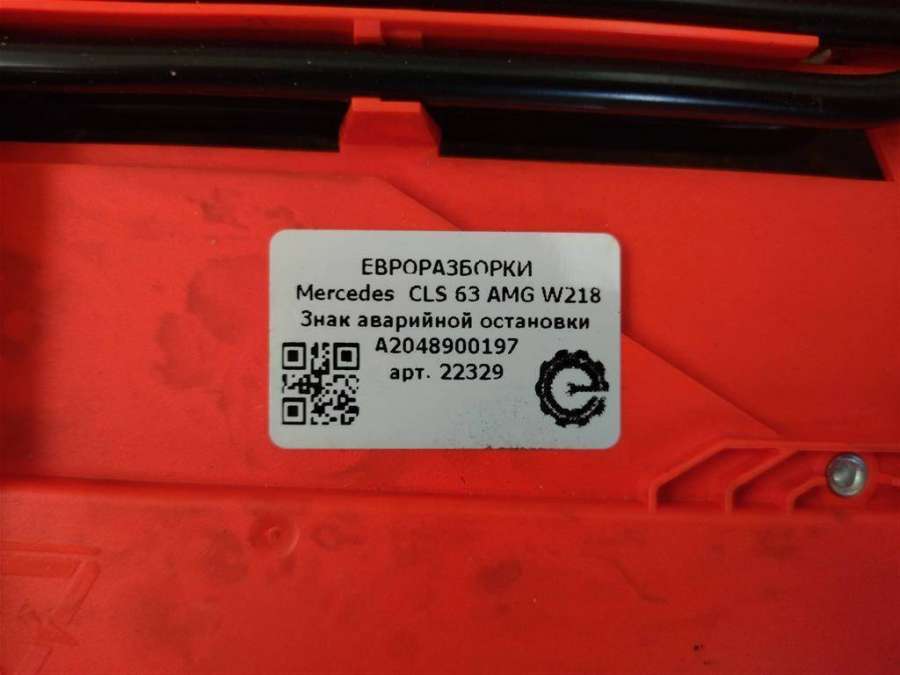 ЕВРОРАЗБОРКИ
Mercedes CLS 63 AMG W218
Знак аварийной остановки
A2048900197
арт. 22329